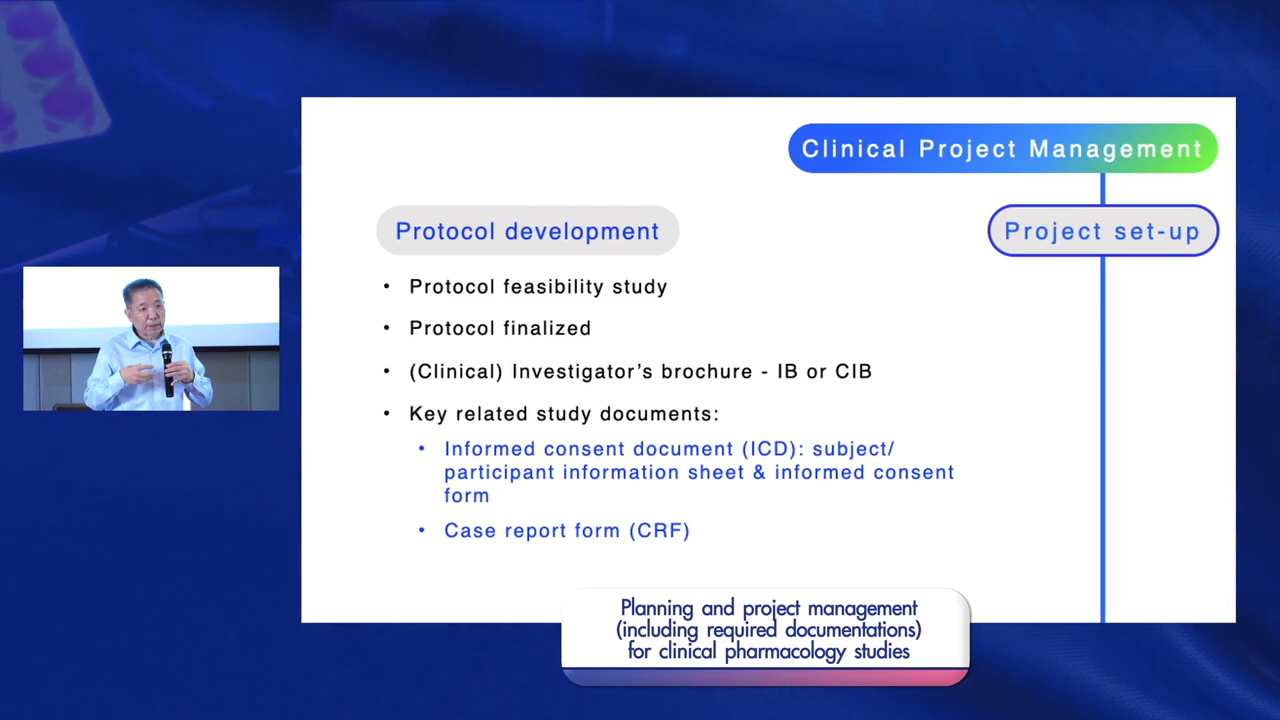 Clinical Project Management
Protocol development
Project set-up
• Protocol feasibility study
• Protocol finalized
• (Clinical) Investigator’s brochure - IB or CIB
• Key related study documents:
• Informed consent document (ICD): subject/
participant information sheet & informed consent
form
• Case report form (CRF)
Planning and project management
(including required documentations)
for clinical pharmacology studies